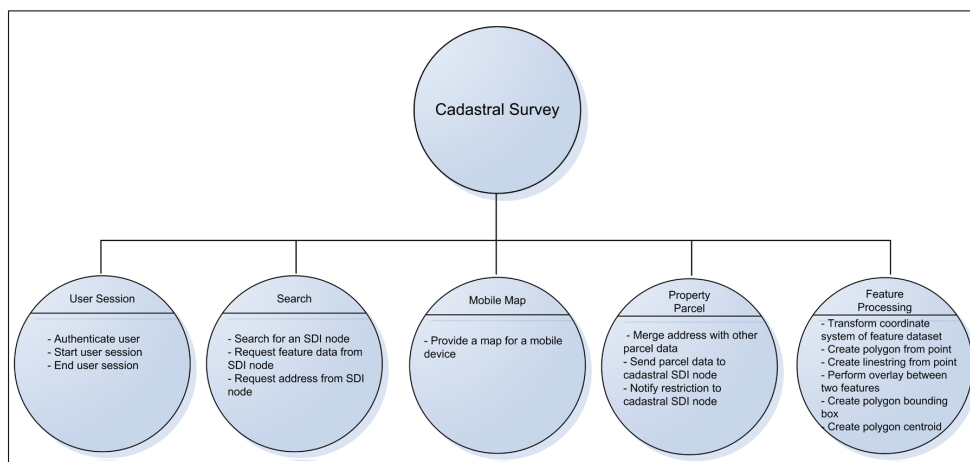 Cadastral Survey
User Session
- Authenticate user
- Start user session
- End user session
Search
- Search for an SDI node
- Request feature data from
SDI node
- Request address from SDI
node
Mobile Map
- Provide a map for a mobile
device
Property
Parcel
- Merge address with other
parcel data
- Send parcel data to
cadastral SDI node
- Notify restriction to
cadastral SDI node
Feature
Processing
- Transform coordinate
system of feature dataset
- Create polygon from point
- Create linestring from point
- Perform overlay between
two features
- Create polygon bounding
box
- Create polygon centroid